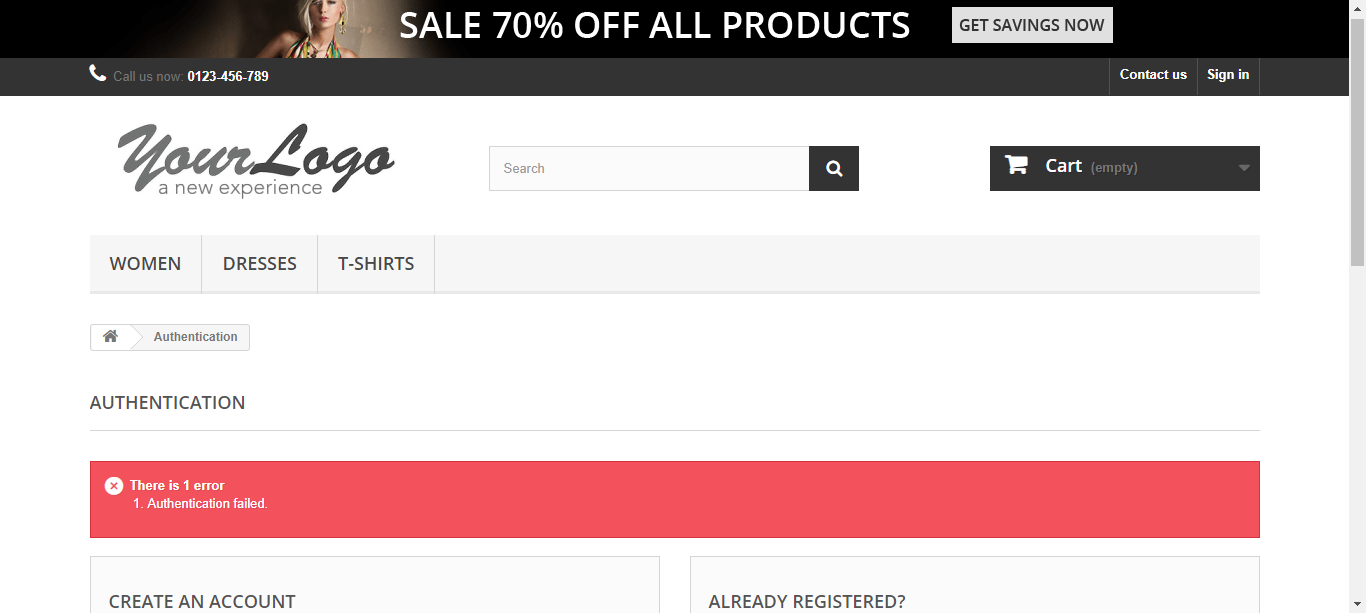 SALE 70% OFF ALL PRODUCTS GET SAVINGS NOW
Call us now: 0123-456-789 Contact us Sign in
YourLogo
a new experience
Search
Cart (empty)
WOMEN DRESSES T-SHIRTS
Authentication
AUTHENTICATION
There is 1 error
1. Authentication failed.
CREATE AN ACCOUNT ALREADY REGISTERED?